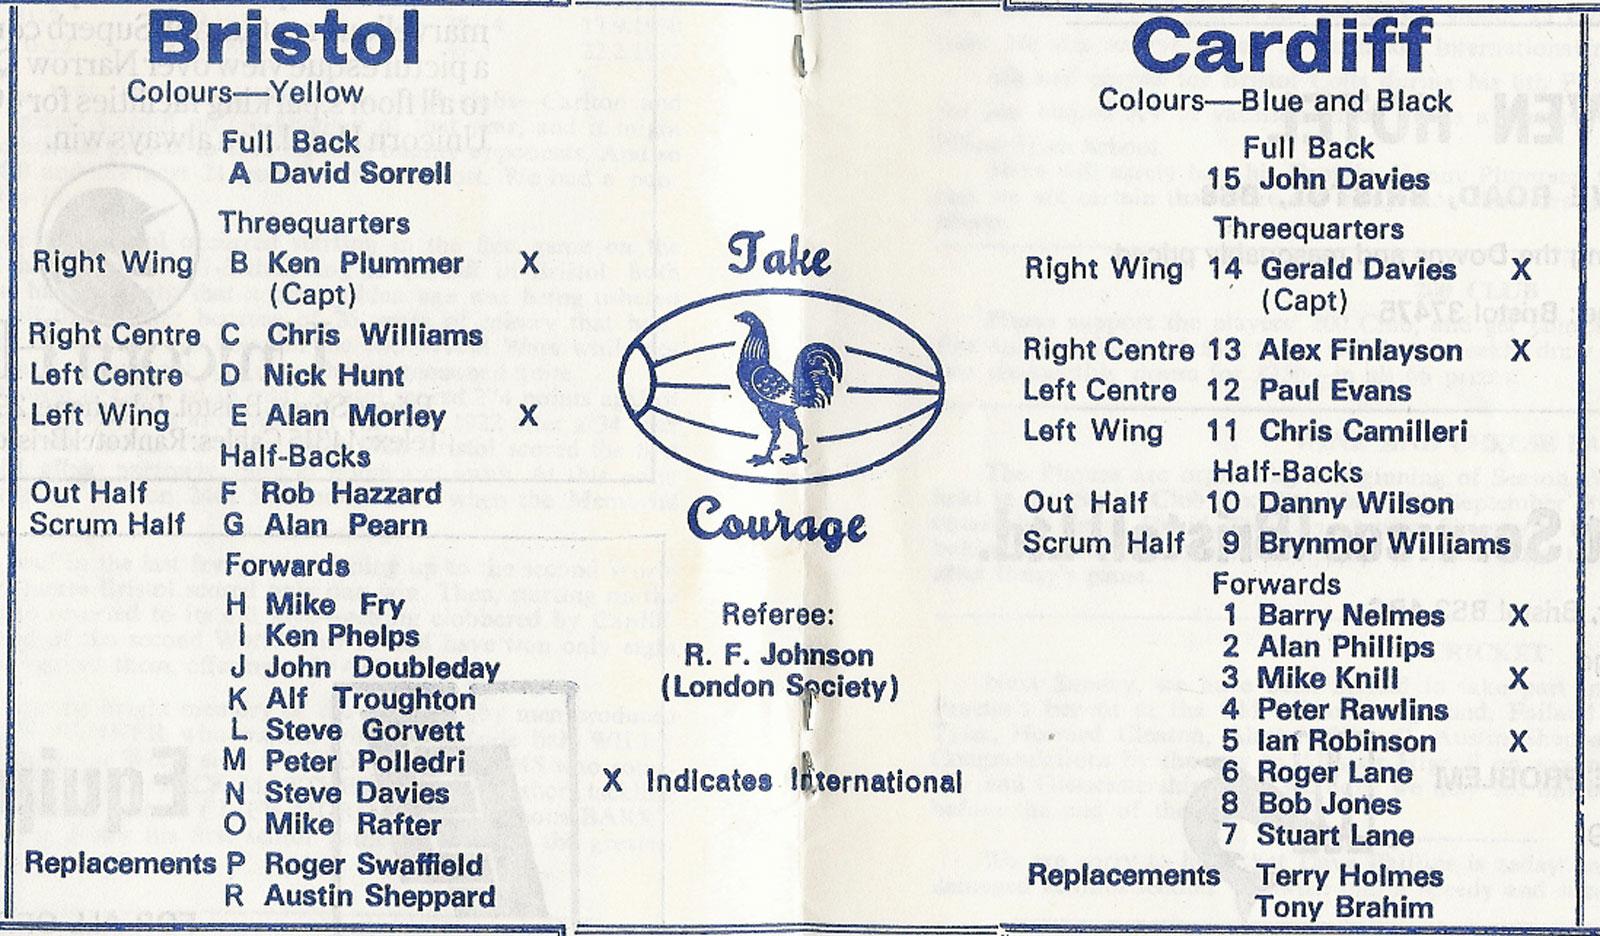 Bristol
Colours—Yellow
Full Back
A David Sorrell
Threequarters
Right Wing B Ken Plummer X
(Capt)
Right Centre C Chris Williams
Left Centre D Nick Hunt
Left Wing E Alan Morley X
Half-Backs
Out Half F Rob Hazzard
Scrum Half G Alan Pearn
Forwards
H Mike Fry
I Ken Phelps
J John Doubleday
K Alf Troughton
L Steve Gorvett
M Peter Polledri
N Steve Davies
O Mike Rafter
Replacements P Roger Swaffield
R Austin Sheppard
Take
Courage
Referee:
R. F. Johnson
(London Society)
X Indicates International
Cardiff
Colours—Blue and Black
Full Back
15 John Davies
Threequarters
Right Wing 14 Gerald Davies X
(Capt)
Right Centre 13 Alex Finlayson X
Left Centre 12 Paul Evans
Left Wing 11 Chris Camilleri
Half-Backs
Out Half 10 Danny Wilson
Scrum Half 9 Brynmor Williams
Forwards
1 Barry Nelmes X
2 Alan Phillips
3 Mike Knill X
4 Peter Rawlins
5 Ian Robinson X
6 Roger Lane
8 Bob Jones
7 Stuart Lane
Replacements Terry Holmes
Tony Brahim